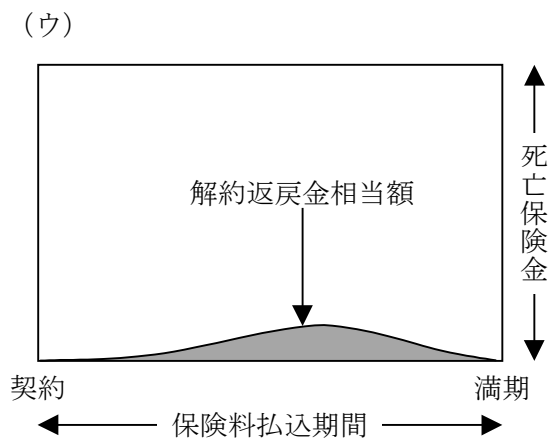 （ウ）
解約返戻金相当額
死亡保険金
契約
満期
保険料払込期間